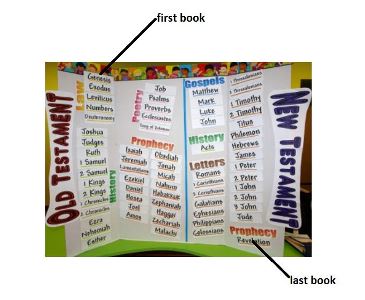 first book
OLD TESTAMENT
Law
Genesis
Exodus
Leviticus
Numbers
Deuteronomy
History
Joshua
Judges
Ruth
1 Samuel
2 Samuel
1 Kings
2 Kings
1 Chronicles
2 Chronicles
Ezra
Nehemiah
Esther
Poetry
Job
Psalms
Proverbs
Ecclesiastes
Song of Solomon
Prophecy
Isaiah
Jeremiah
Lamentations
Ezekiel
Daniel
Hosea
Joel
Amos
Obadiah
Jonah
Micah
Nahum
Habakkuk
Zephaniah
Haggai
Zechariah
Malachi
Gospels
Matthew
Mark
Luke
John
History
Acts
Letters
Romans
1 Corinthians
2 Corinthians
Galatians
Ephesians
Philippians
Colossians
1 Thessalonians
2 Thessalonians
1 Timothy
2 Timothy
Titus
Philemon
Hebrews
James
1 Peter
2 Peter
1 John
2 John
3 John
Jude
Prophecy
Revelation
NEW TESTAMENT
last book